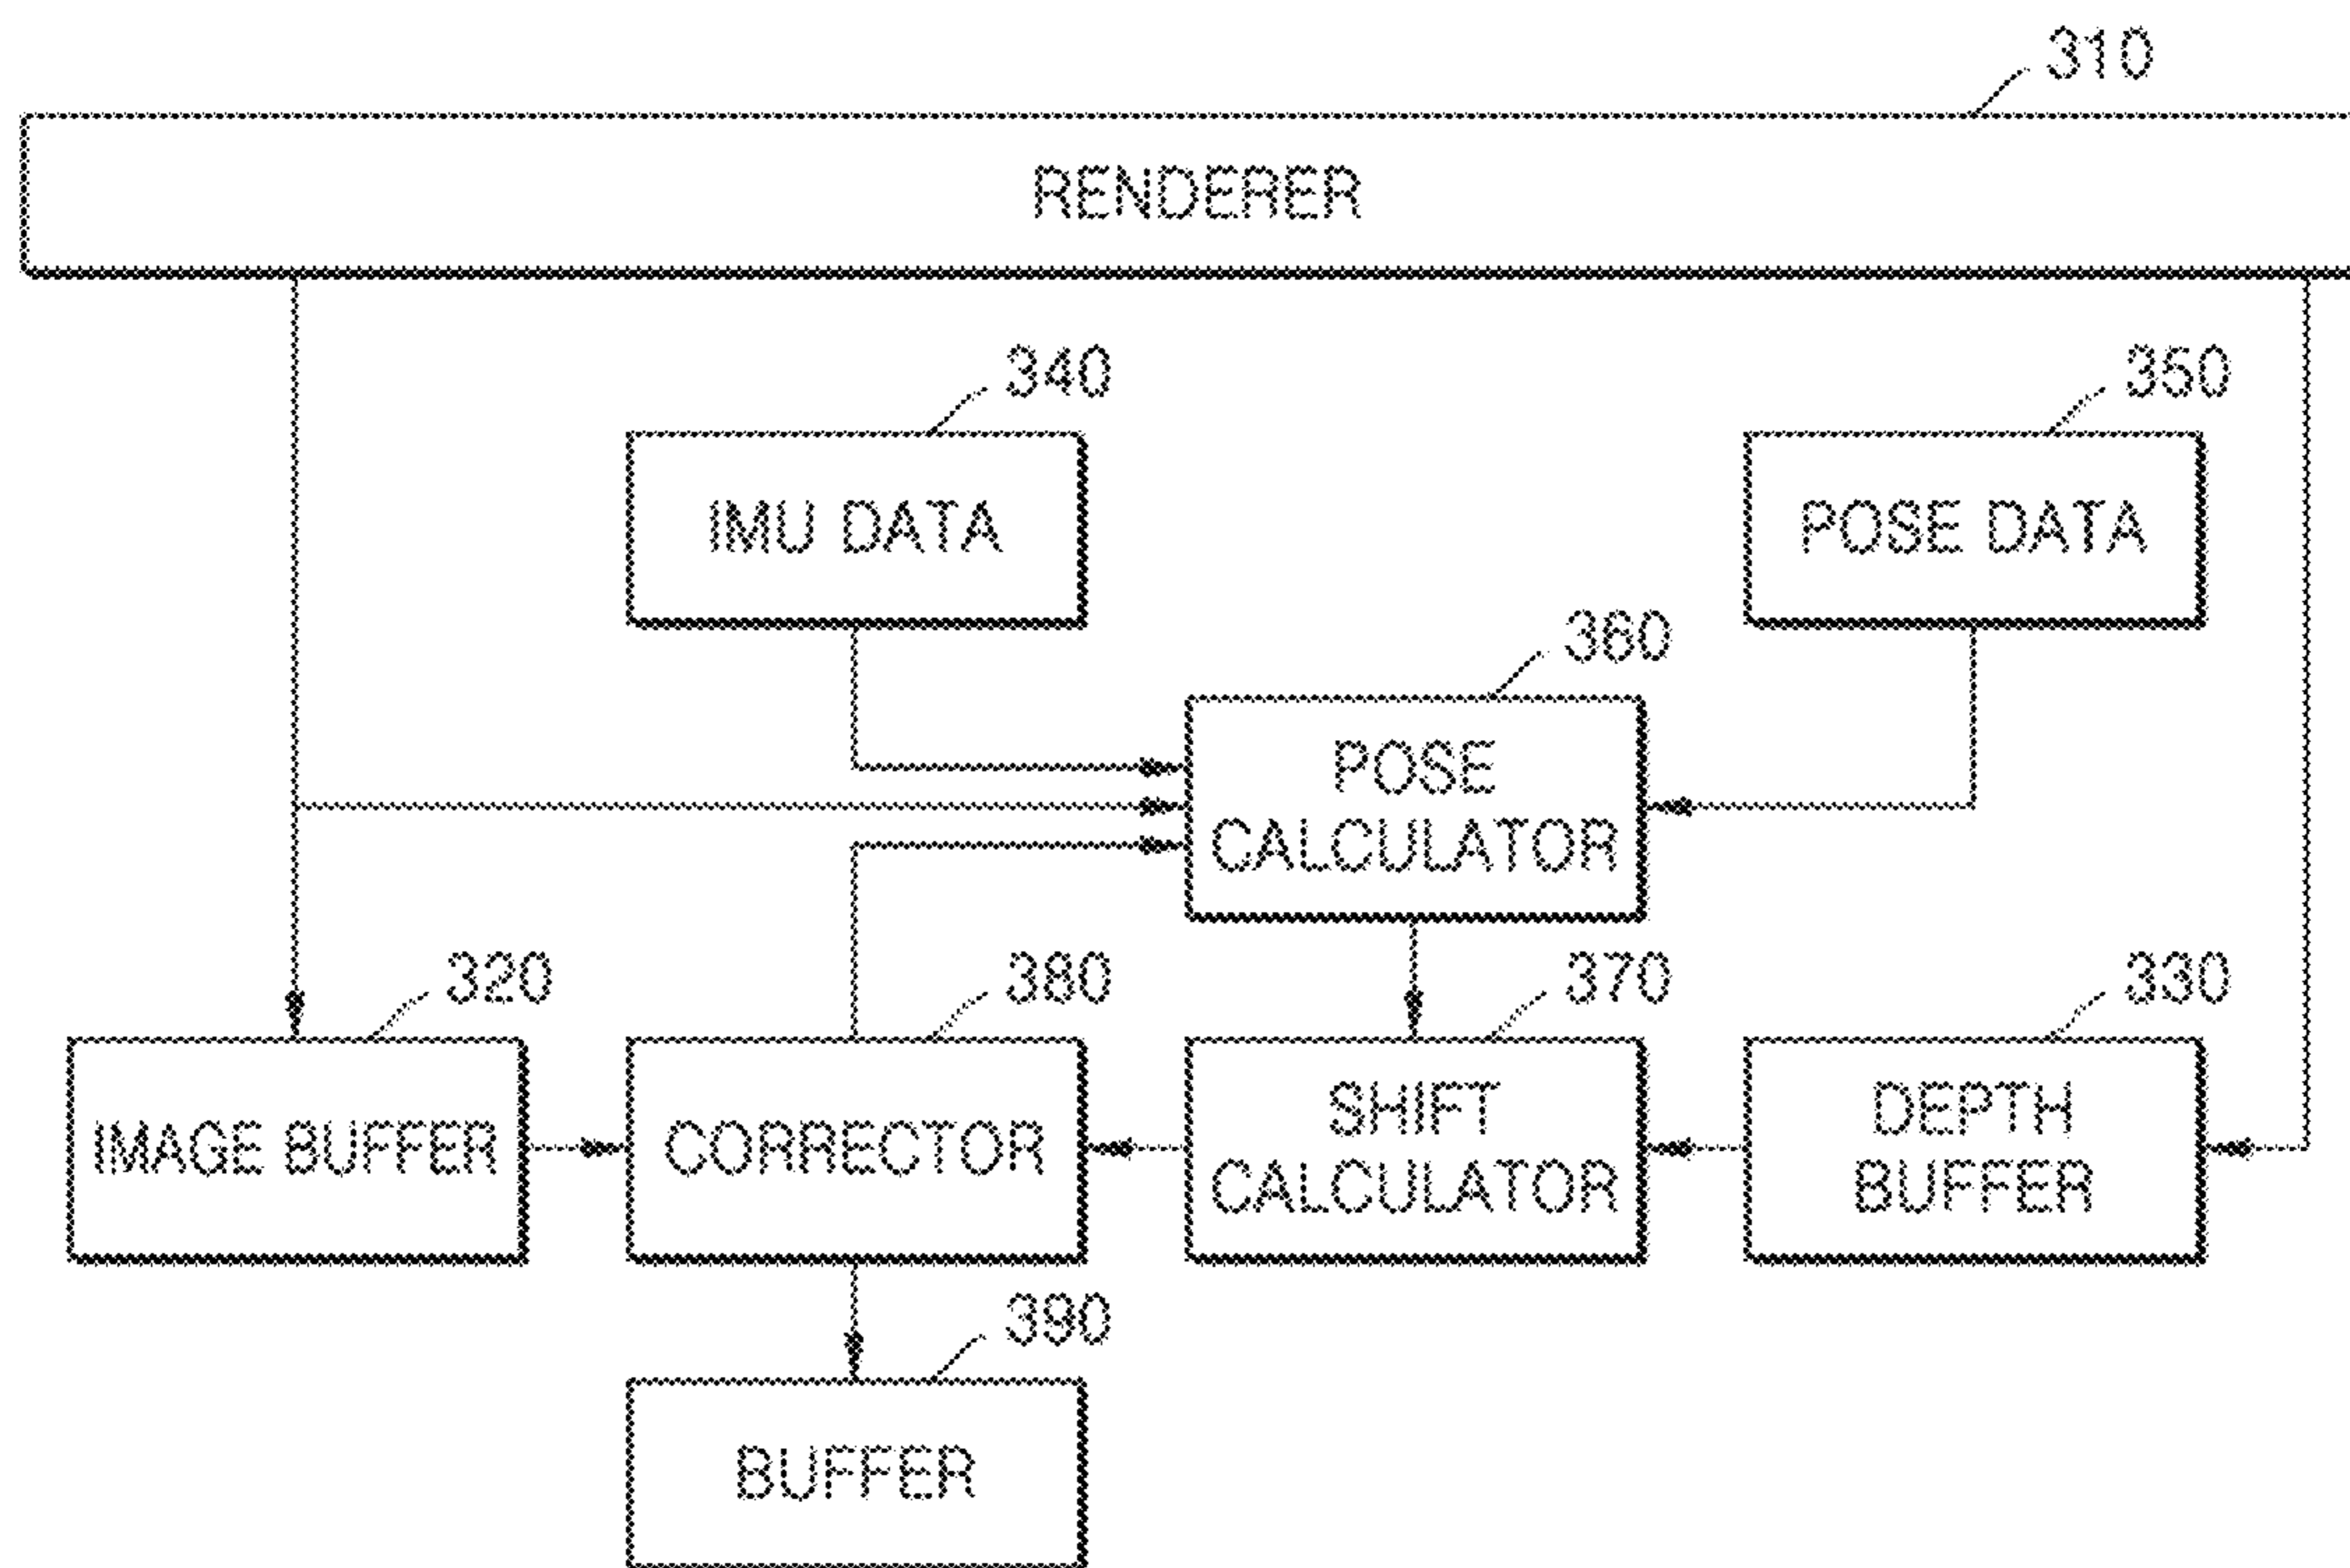 310
RENDERER
340
350
IMU DATA
POSE DATA
360
POSE
CALCULATOR
320
380
370
330
IMAGE BUFFER
CORRECTOR
SHIFT
CALCULATOR
DEPTH
BUFFER
390
BUFFER